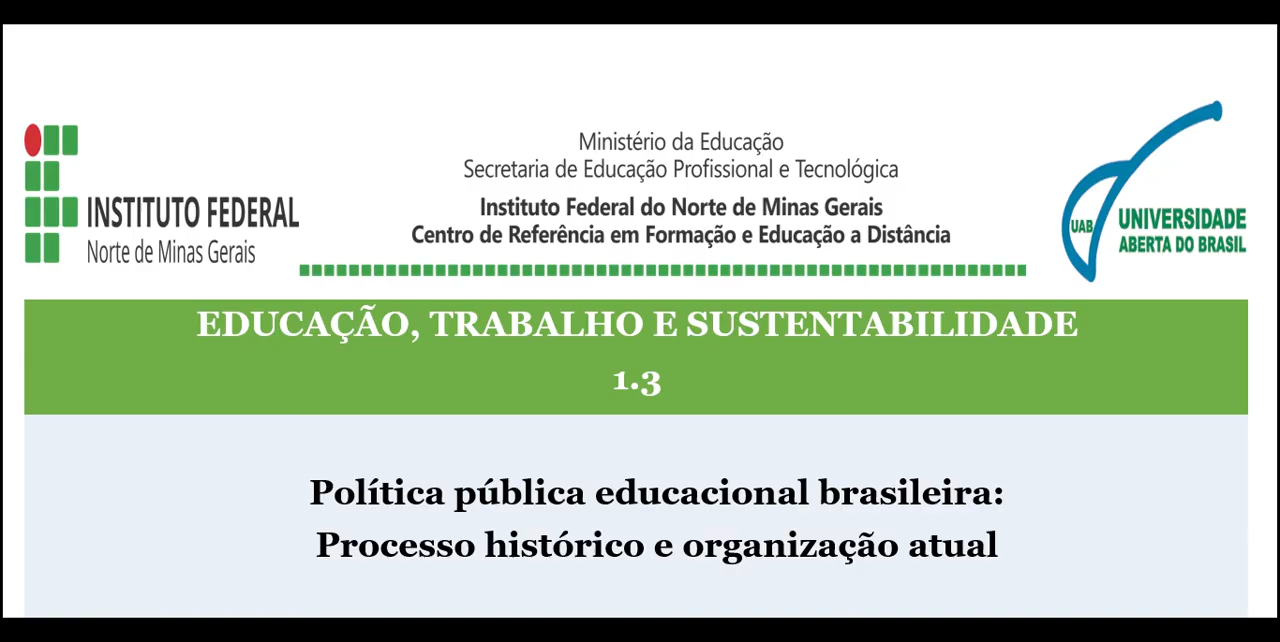 Ministério da Educação
Secretaria de Educação Profissional e Tecnológica
Instituto Federal do Norte de Minas Gerais
Centro de Referência em Formação e Educação a Distância
INSTITUTO FEDERAL
Norte de Minas Gerais
UAB
UNIVERSIDADE
ABERTA DO BRASIL
EDUCAÇÃO, TRABALHO E SUSTENTABILIDADE
1.3
Política pública educacional brasileira:
Processo histórico e organização atual